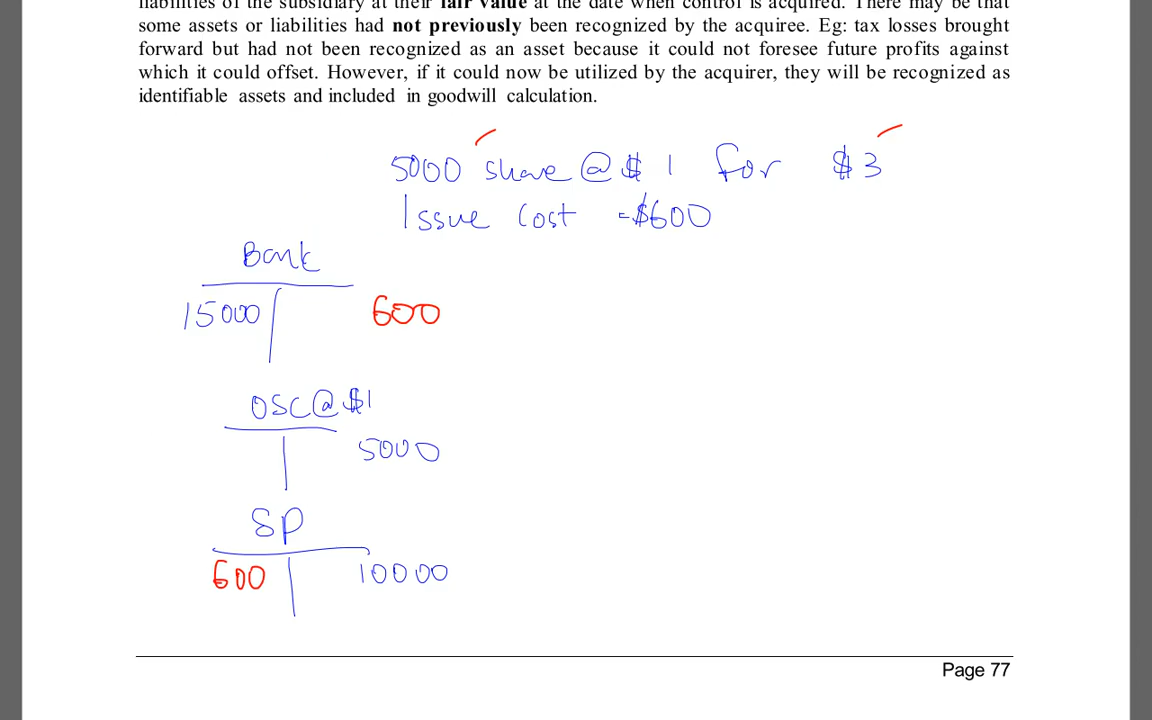 liabilities of the subsidiary at their fair value at the date when control is acquired. There may be that
some assets or liabilities had not previously been recognized by the acquiree. Eg: tax losses brought
forward but had not been recognized as an asset because it could not foresee future profits against
which it could offset. However, if it could now be utilized by the acquirer, they will be recognized as
identifiable assets and included in goodwill calculation.
5000 share @ $ 1 for $3
Issue Cost =$600
Bank
15000 600
OSC@$1
5000
SP
600 10000
Page 77